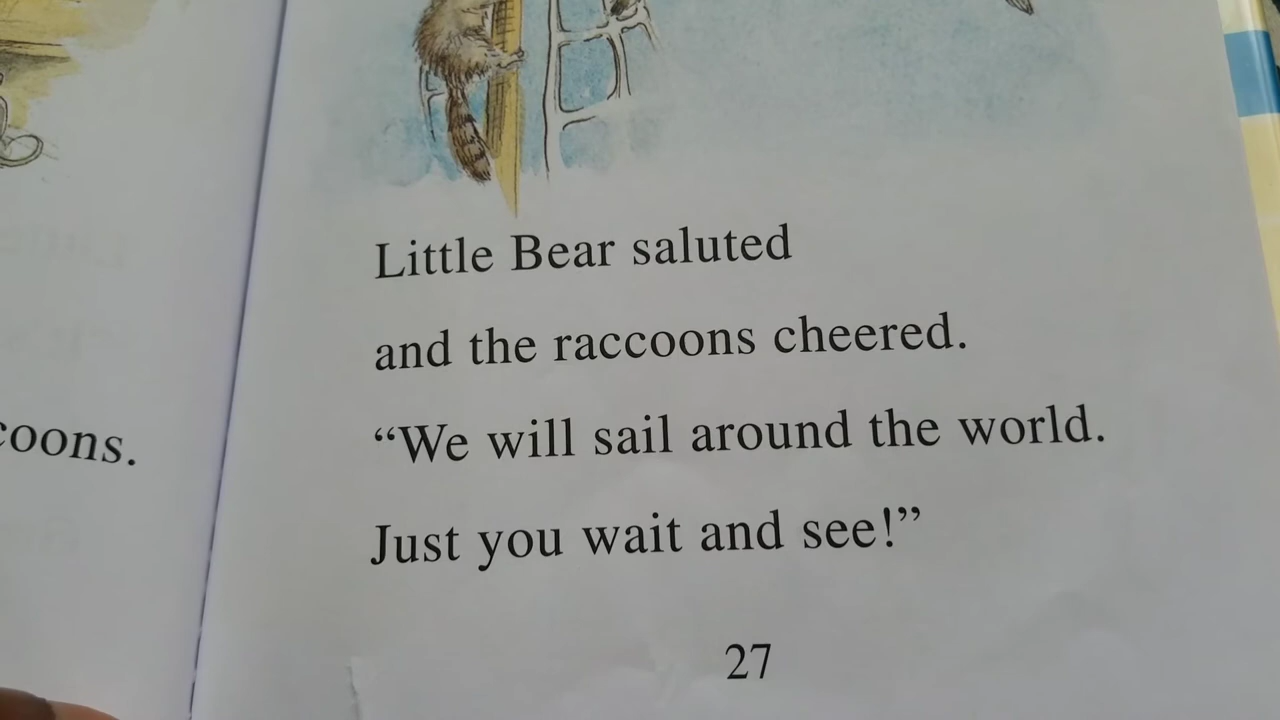 coons.
Little Bear saluted
and the raccoons cheered.
“We will sail around the world.
Just you wait and see!”
27